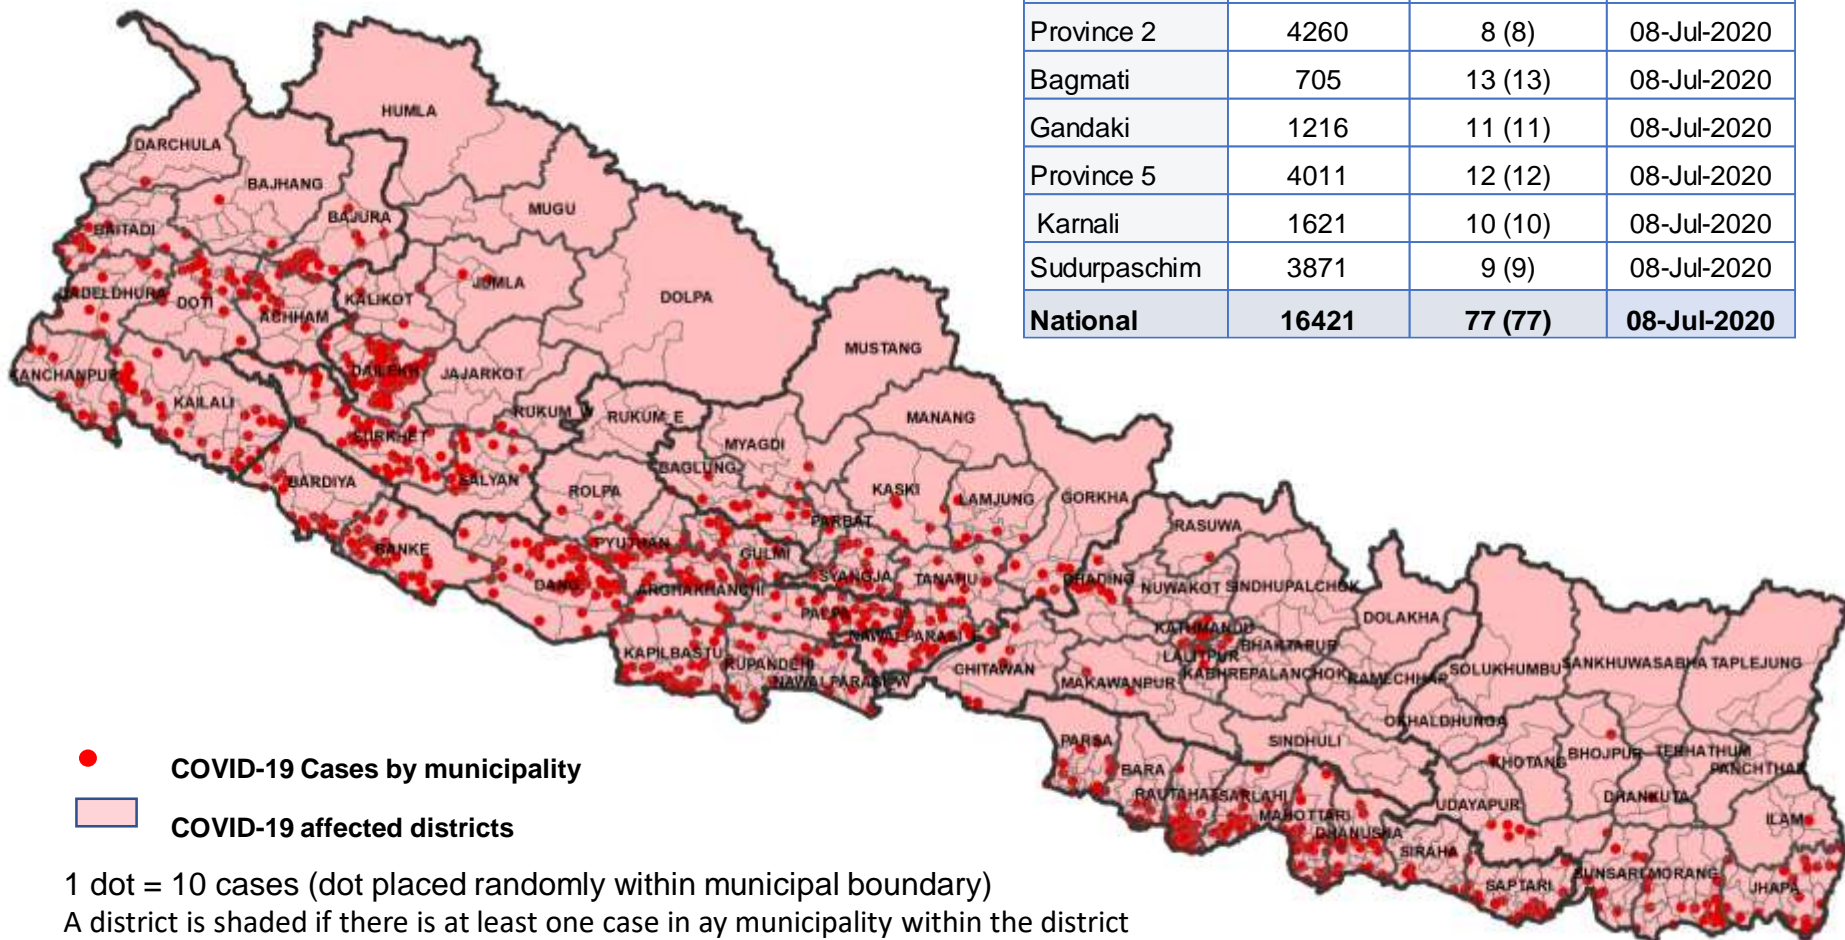 Province 2 4260 8 (8) 08-Jul-2020
Bagmati 705 13 (13) 08-Jul-2020
Gandaki 1216 11 (11) 08-Jul-2020
Province 5 4011 12 (12) 08-Jul-2020
Karnali 1621 10 (10) 08-Jul-2020
Sudurpaschim 3871 9 (9) 08-Jul-2020
National 16421 77 (77) 08-Jul-2020
HUMLA
DARCHULA
BAJHANG
MUGU
BAJURA
BAITADI
JUMLA
DADELDHURA
DOTI
KALIKOT
DOLPA
ACHHAM
MUSTANG
KANCHANPUR
DAILEKH
JAJARKOT
KAILALI
RUKUM_W
RUKUM_E
MANANG
SURKHET
MYAGDI
BAGLUNG
BARDIYA
SALYAN
ROLPA
KASKI
LAMJUNG
GORKHA
PARBAT
RASUWA
BANKE
PYUTHAN
GULMI
DANG
ARGHAKHANCHI
SYANGJA
TANAHU
DHADING
NUWAKOT
SINDHUPALCHOK
PALPA
DOLAKHA
KATHMANDU
NAWALPARASI_E
BHAKTAPUR
KAPILBASTU
RUPANDEHI
LALITPUR
CHITAWAN
NAWALPARASI_W
MAKAWANPUR
KABHREPALANCHOK
RAMECHHAP
SOLUKHUMBU
SANKHUWASABHA
TAPLEJUNG
OKHALDHUNGA
PARSA
SINDHULI
BHOJPUR
TERHATHUM
KHOTANG
PANCHTHAR
BARA
RAUTAHAT
SARLAHI
UDAYAPUR
DHANKUTA
MAHOTTARI
DHANUSHA
ILAM
SIRAHA
SAPTARI
SUNSARI
MORANG
JHAPA
COVID-19 Cases by municipality
COVID-19 affected districts
1 dot = 10 cases (dot placed randomly within municipal boundary)
A district is shaded if there is at least one case in ay municipality within the district